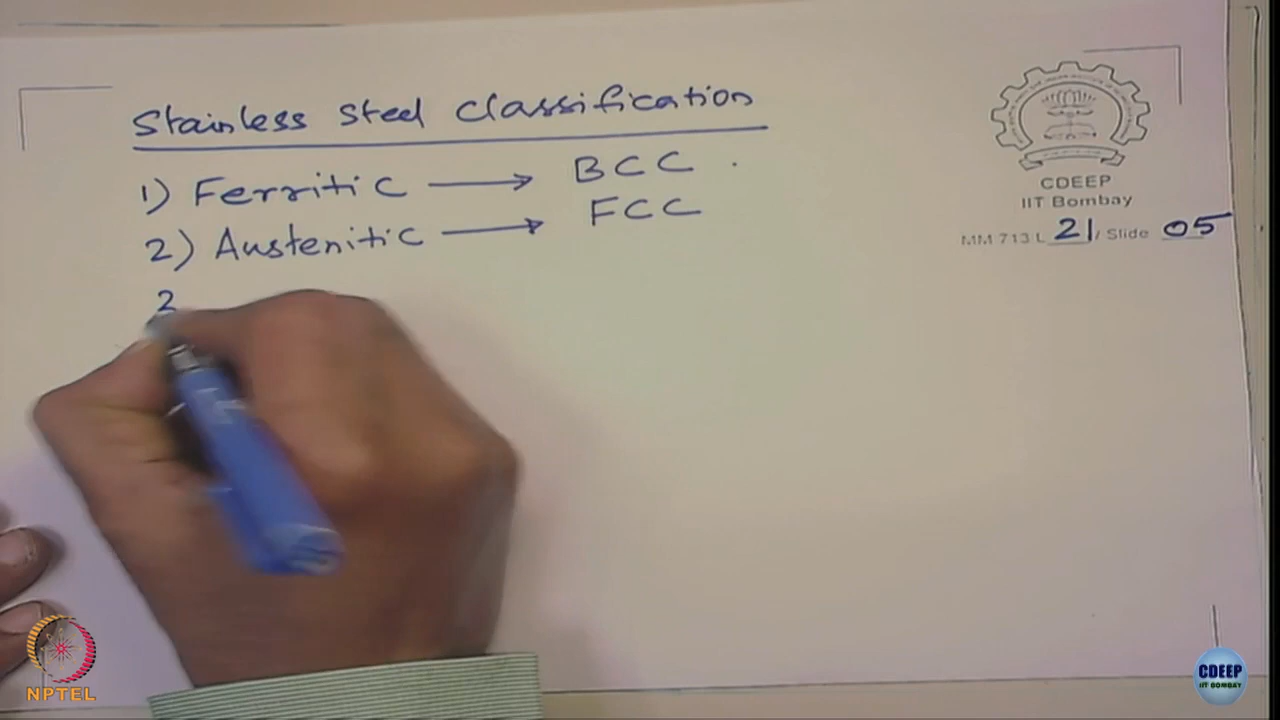 Stainless Steel Classification
1) Ferritic → BCC .
2) Austenitic → FCC
3
CDEEP
IIT Bombay
MM 713 L 21 / Slide 05
NPTEL
CDEEP
IIT BOMBAY